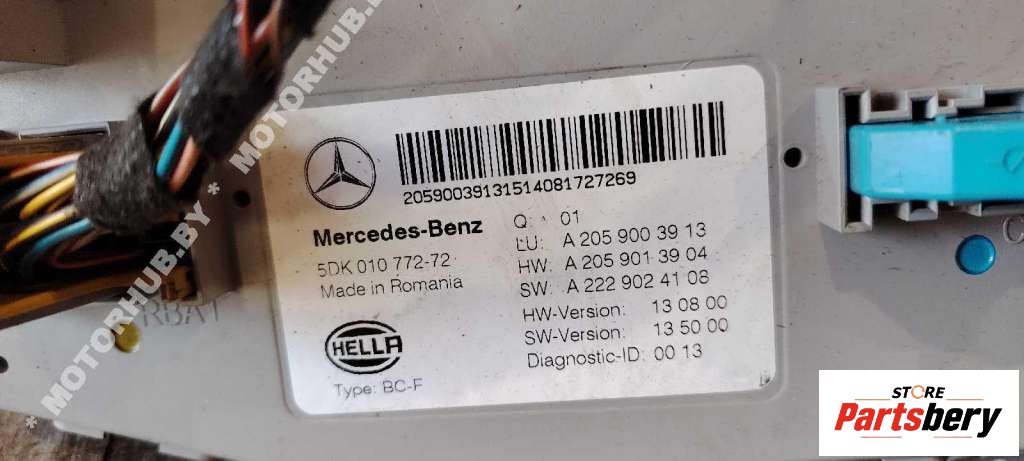 20590039131514081727269
Mercedes-Benz
5DK 010 772-72
Made in Romania
HELLA
Type: BC-F
Q 01
LU: A 205 900 39 13
HW: A 205 901 39 04
SW: A 222 902 41 08
HW-Version: 13 08 00
SW-Version: 13 50 00
Diagnostic-ID: 00 13
* MOTORHUB.BY * MOTORHUB.BY
STORE
Partsbery